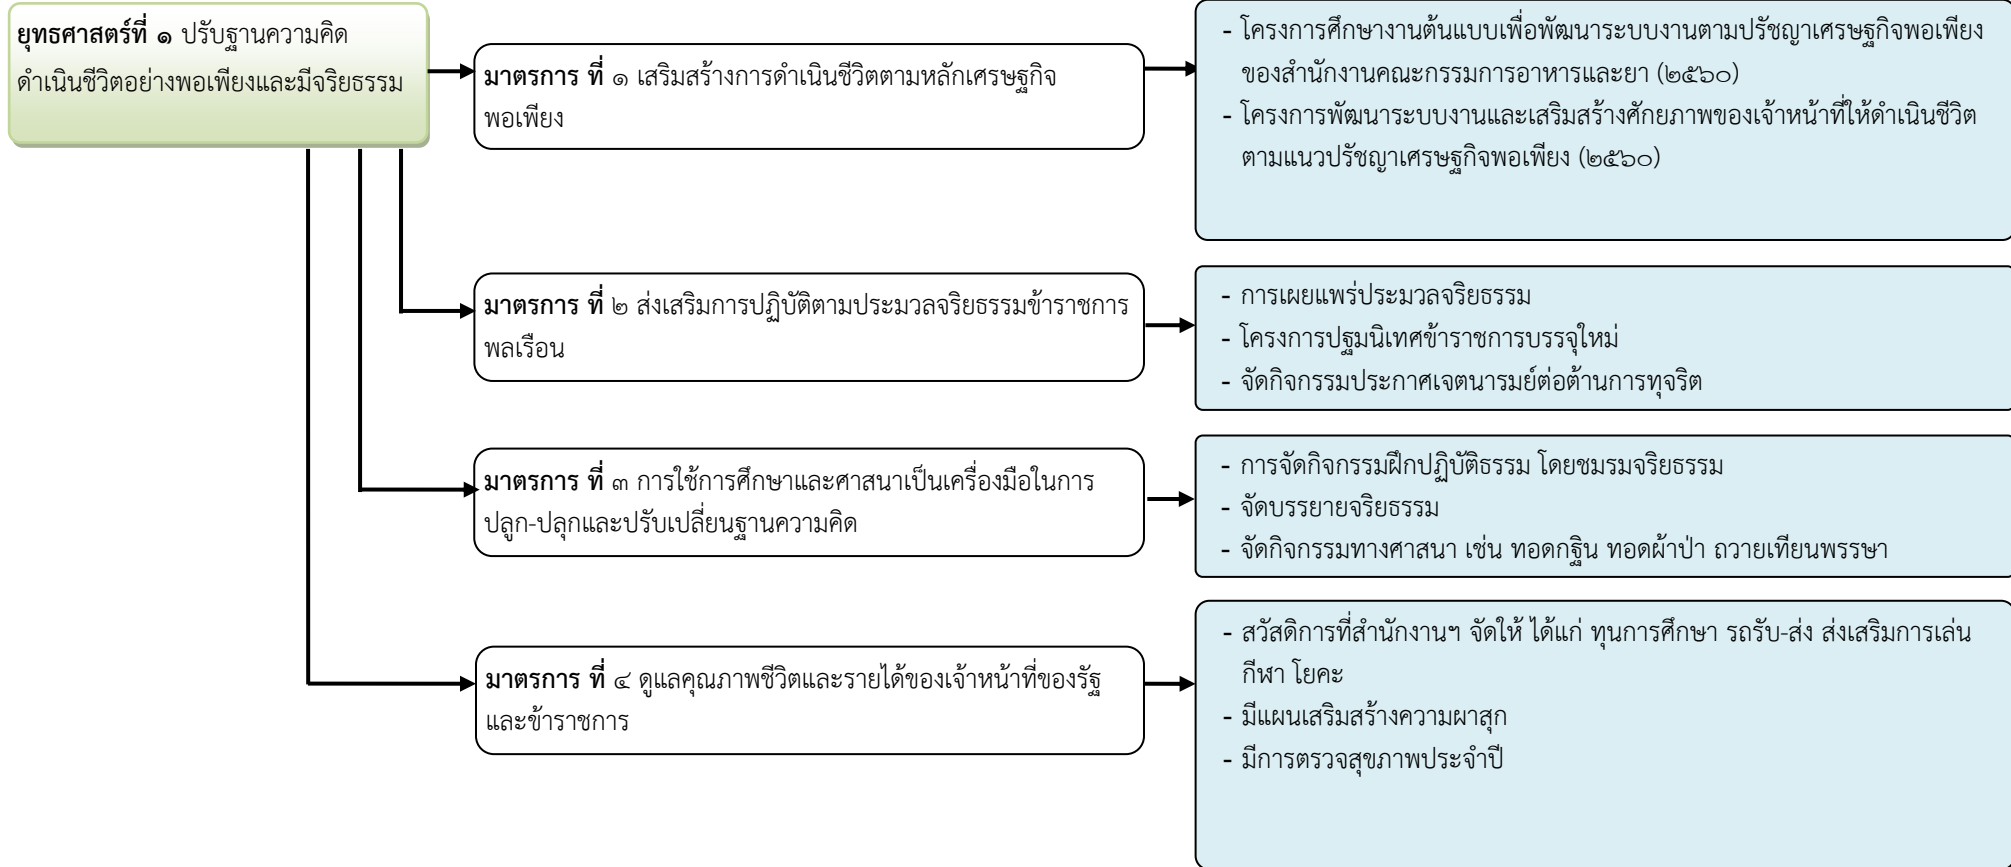 ยุทธศาสตร์ที่ ๑ ปรับฐานความคิด
ดำเนินชีวิตอย่างพอเพียงและมีจริยธรรม
มาตรการ ที่ ๑ เสริมสร้างการดำเนินชีวิตตามหลักเศรษฐกิจ
พอเพียง
- โครงการศึกษางานต้นแบบเพื่อพัฒนาระบบงานตามปรัชญาเศรษฐกิจพอเพียง
ของสำนักงานคณะกรรมการอาหารและยา (๒๕๖๐)
- โครงการพัฒนาระบบงานและเสริมสร้างศักยภาพของเจ้าหน้าที่ให้ดำเนินชีวิต
ตามแนวปรัชญาเศรษฐกิจพอเพียง (๒๕๖๐)
มาตรการ ที่ ๒ ส่งเสริมการปฏิบัติตามประมวลจริยธรรมข้าราชการ
พลเรือน
- การเผยแพร่ประมวลจริยธรรม
- โครงการปฐมนิเทศข้าราชการบรรจุใหม่
- จัดกิจกรรมประกาศเจตนารมย์ต่อต้านการทุจริต
มาตรการ ที่ ๓ การใช้การศึกษาและศาสนาเป็นเครื่องมือในการ
ปลูก-ปลุกและปรับเปลี่ยนฐานความคิด
- การจัดกิจกรรมฝึกปฏิบัติธรรม โดยชมรมจริยธรรม
- จัดบรรยายจริยธรรม
- จัดกิจกรรมทางศาสนา เช่น ทอดกฐิน ทอดผ้าป่า ถวายเทียนพรรษา
มาตรการ ที่ ๔ ดูแลคุณภาพชีวิตและรายได้ของเจ้าหน้าที่ของรัฐ
และข้าราชการ
- สวัสดิการที่สำนักงานฯ จัดให้ ได้แก่ ทุนการศึกษา รถรับ-ส่ง ส่งเสริมการเล่น
กีฬา โยคะ
- มีแผนเสริมสร้างความผาสุก
- มีการตรวจสุขภาพประจำปี